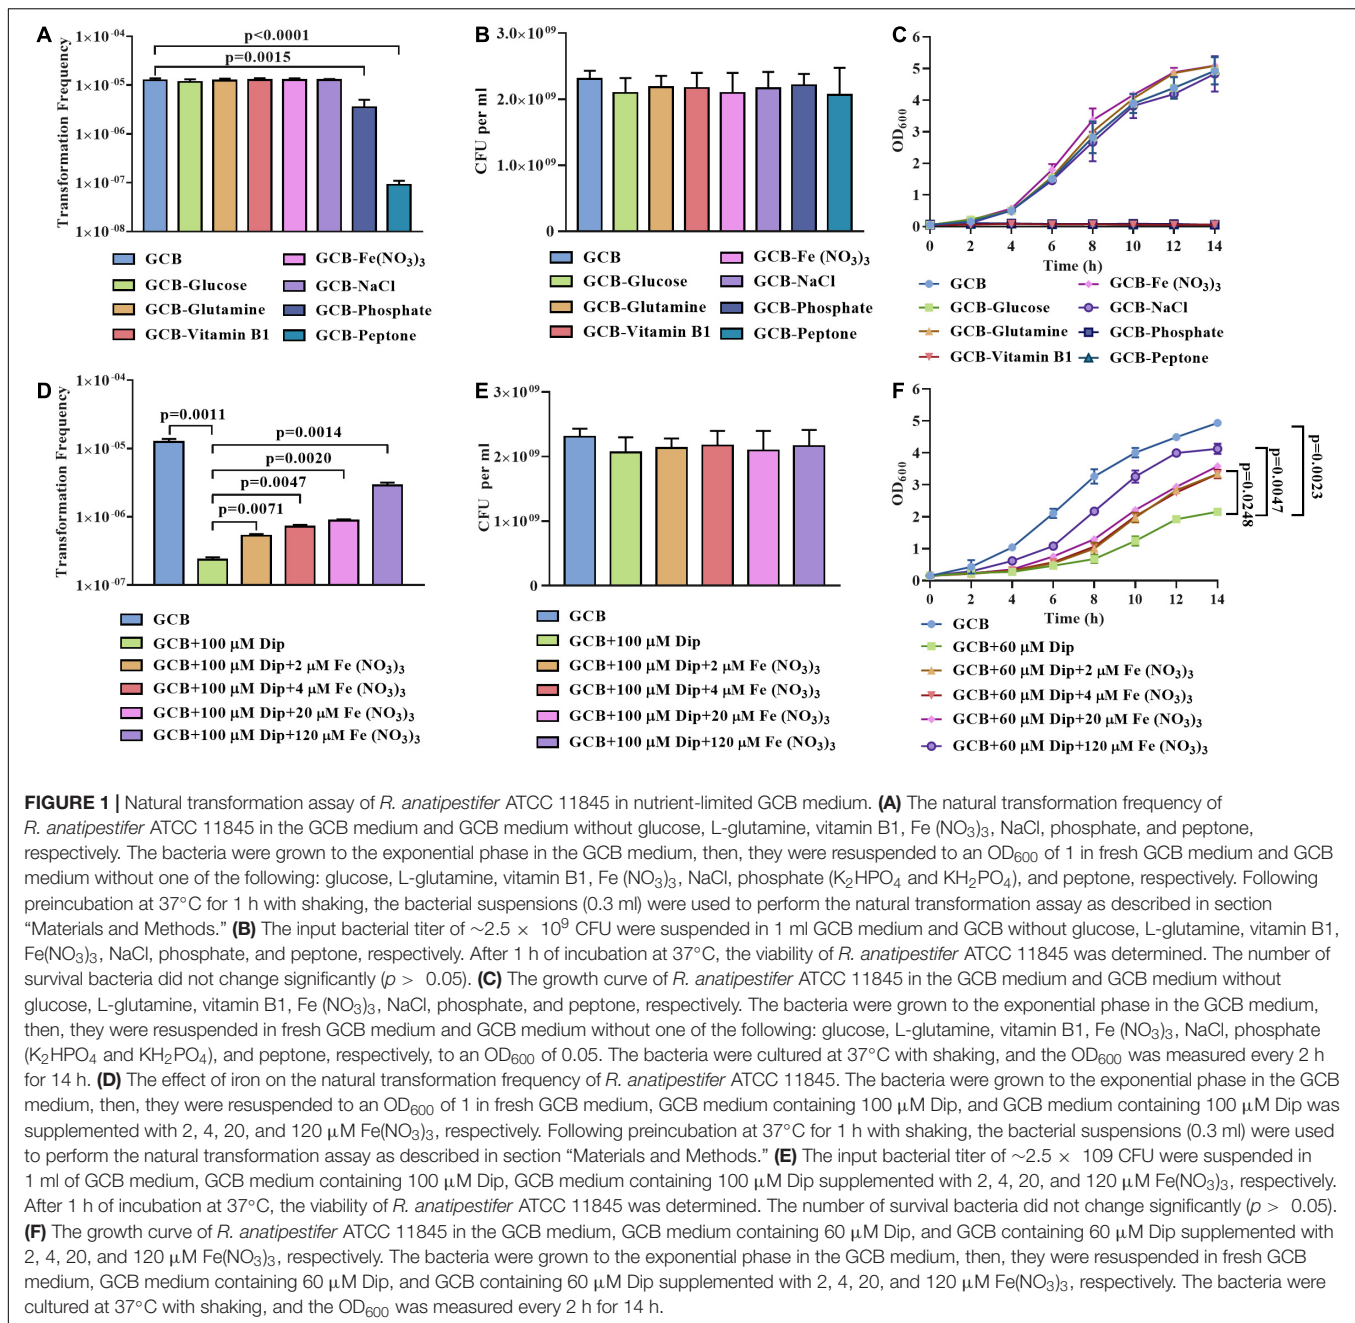 A
1×10-04
1×10-05
1×10-06
1×10-07
1×10-08
Transformation Frequency
p<0.0001
p=0.0015
GCB
GCB-Glucose
GCB-Glutamine
GCB-Vitamin B1
GCB-Fe(NO3)3
GCB-NaCl
GCB-Phosphate
GCB-Peptone
B
3.0×1009
2.0×1009
1.0×1009
0
CFU per ml
GCB
GCB-Glucose
GCB-Glutamine
GCB-Vitamin B1
GCB-Fe (NO3)3
GCB-NaCl
GCB-Phosphate
GCB-Peptone
C
6
5
4
3
2
1
0
OD600
0 2 4 6 8 10 12 14
Time (h)
GCB
GCB-Glucose
GCB-Glutamine
GCB-Vitamin B1
GCB-Fe (NO3)3
GCB-NaCl
GCB-Phosphate
GCB-Peptone
D
1×10-04
1×10-05
1×10-06
1×10-07
Transformation Frequency
p=0.0011
p=0.0014
p=0.0020
p=0.0047
p=0.0071
GCB
GCB+100 μM Dip
GCB+100 μM Dip+2 μM Fe (NO3)3
GCB+100 μM Dip+4 μM Fe (NO3)3
GCB+100 μM Dip+20 μM Fe (NO3)3
GCB+100 μM Dip+120 μM Fe (NO3)3
E
3×1009
2×1009
1×1009
0
CFU per ml
GCB
GCB+100 μM Dip
GCB+100 μM Dip+2 μM Fe (NO3)3
GCB+100 μM Dip+4 μM Fe (NO3)3
GCB+100 μM Dip+20 μM Fe (NO3)3
GCB+100 μM Dip+120 μM Fe (NO3)3
F
6
5
4
3
2
1
0
OD600
0 2 4 6 8 10 12 14
Time (h)
p=0.0248
p=0.0047
p=0.0023
GCB
GCB+60 μM Dip
GCB+60 μM Dip+2 μM Fe (NO3)3
GCB+60 μM Dip+4 μM Fe (NO3)3
GCB+60 μM Dip+20 μM Fe (NO3)3
GCB+60 μM Dip+120 μM Fe (NO3)3
FIGURE 1 | Natural transformation assay of R. anatipestifer ATCC 11845 in nutrient-limited GCB medium. (A) The natural transformation frequency of
R. anatipestifer ATCC 11845 in the GCB medium and GCB medium without glucose, L-glutamine, vitamin B1, Fe (NO3)3, NaCl, phosphate, and peptone,
respectively. The bacteria were grown to the exponential phase in the GCB medium, then, they were resuspended to an OD600 of 1 in fresh GCB medium and GCB
medium without one of the following: glucose, L-glutamine, vitamin B1, Fe (NO3)3, NaCl, phosphate (K2HPO4 and KH2PO4), and peptone, respectively. Following
preincubation at 37°C for 1 h with shaking, the bacterial suspensions (0.3 ml) were used to perform the natural transformation assay as described in section
“Materials and Methods.” (B) The input bacterial titer of ∼2.5 × 10^9 CFU were suspended in 1 ml GCB medium and GCB without glucose, L-glutamine, vitamin B1,
Fe(NO3)3, NaCl, phosphate, and peptone, respectively. After 1 h of incubation at 37°C, the viability of R. anatipestifer ATCC 11845 was determined. The number of
survival bacteria did not change significantly (p > 0.05). (C) The growth curve of R. anatipestifer ATCC 11845 in the GCB medium and GCB medium without
glucose, L-glutamine, vitamin B1, Fe (NO3)3, NaCl, phosphate, and peptone, respectively. The bacteria were grown to the exponential phase in the GCB medium,
then, they were resuspended in fresh GCB medium and GCB medium without one of the following: glucose, L-glutamine, vitamin B1, Fe (NO3)3, NaCl, phosphate
(K2HPO4 and KH2PO4), and peptone, respectively, to an OD600 of 0.05. The bacteria were cultured at 37°C with shaking, and the OD600 was measured every 2 h
for 14 h. (D) The effect of iron on the natural transformation frequency of R. anatipestifer ATCC 11845. The bacteria were grown to the exponential phase in the GCB
medium, then, they were resuspended to an OD600 of 1 in fresh GCB medium, GCB medium containing 100 μM Dip, and GCB medium containing 100 μM Dip was
supplemented with 2, 4, 20, and 120 μM Fe(NO3)3, respectively. Following preincubation at 37°C for 1 h with shaking, the bacterial suspensions (0.3 ml) were used
to perform the natural transformation assay as described in section “Materials and Methods.” (E) The input bacterial titer of ∼2.5 × 109 CFU were suspended in
1 ml of GCB medium, GCB medium containing 100 μM Dip, GCB medium containing 100 μM Dip supplemented with 2, 4, 20, and 120 μM Fe(NO3)3, respectively.
After 1 h of incubation at 37°C, the viability of R. anatipestifer ATCC 11845 was determined. The number of survival bacteria did not change significantly (p > 0.05).
(F) The growth curve of R. anatipestifer ATCC 11845 in the GCB medium, GCB medium containing 60 μM Dip, and GCB containing 60 μM Dip supplemented with
2, 4, 20, and 120 μM Fe(NO3)3, respectively. The bacteria were grown to the exponential phase in the GCB medium, then, they were resuspended in fresh GCB
medium, GCB medium containing 60 μM Dip, and GCB containing 60 μM Dip supplemented with 2, 4, 20, and 120 μM Fe(NO3)3, respectively. The bacteria were
cultured at 37°C with shaking, and the OD600 was measured every 2 h for 14 h.